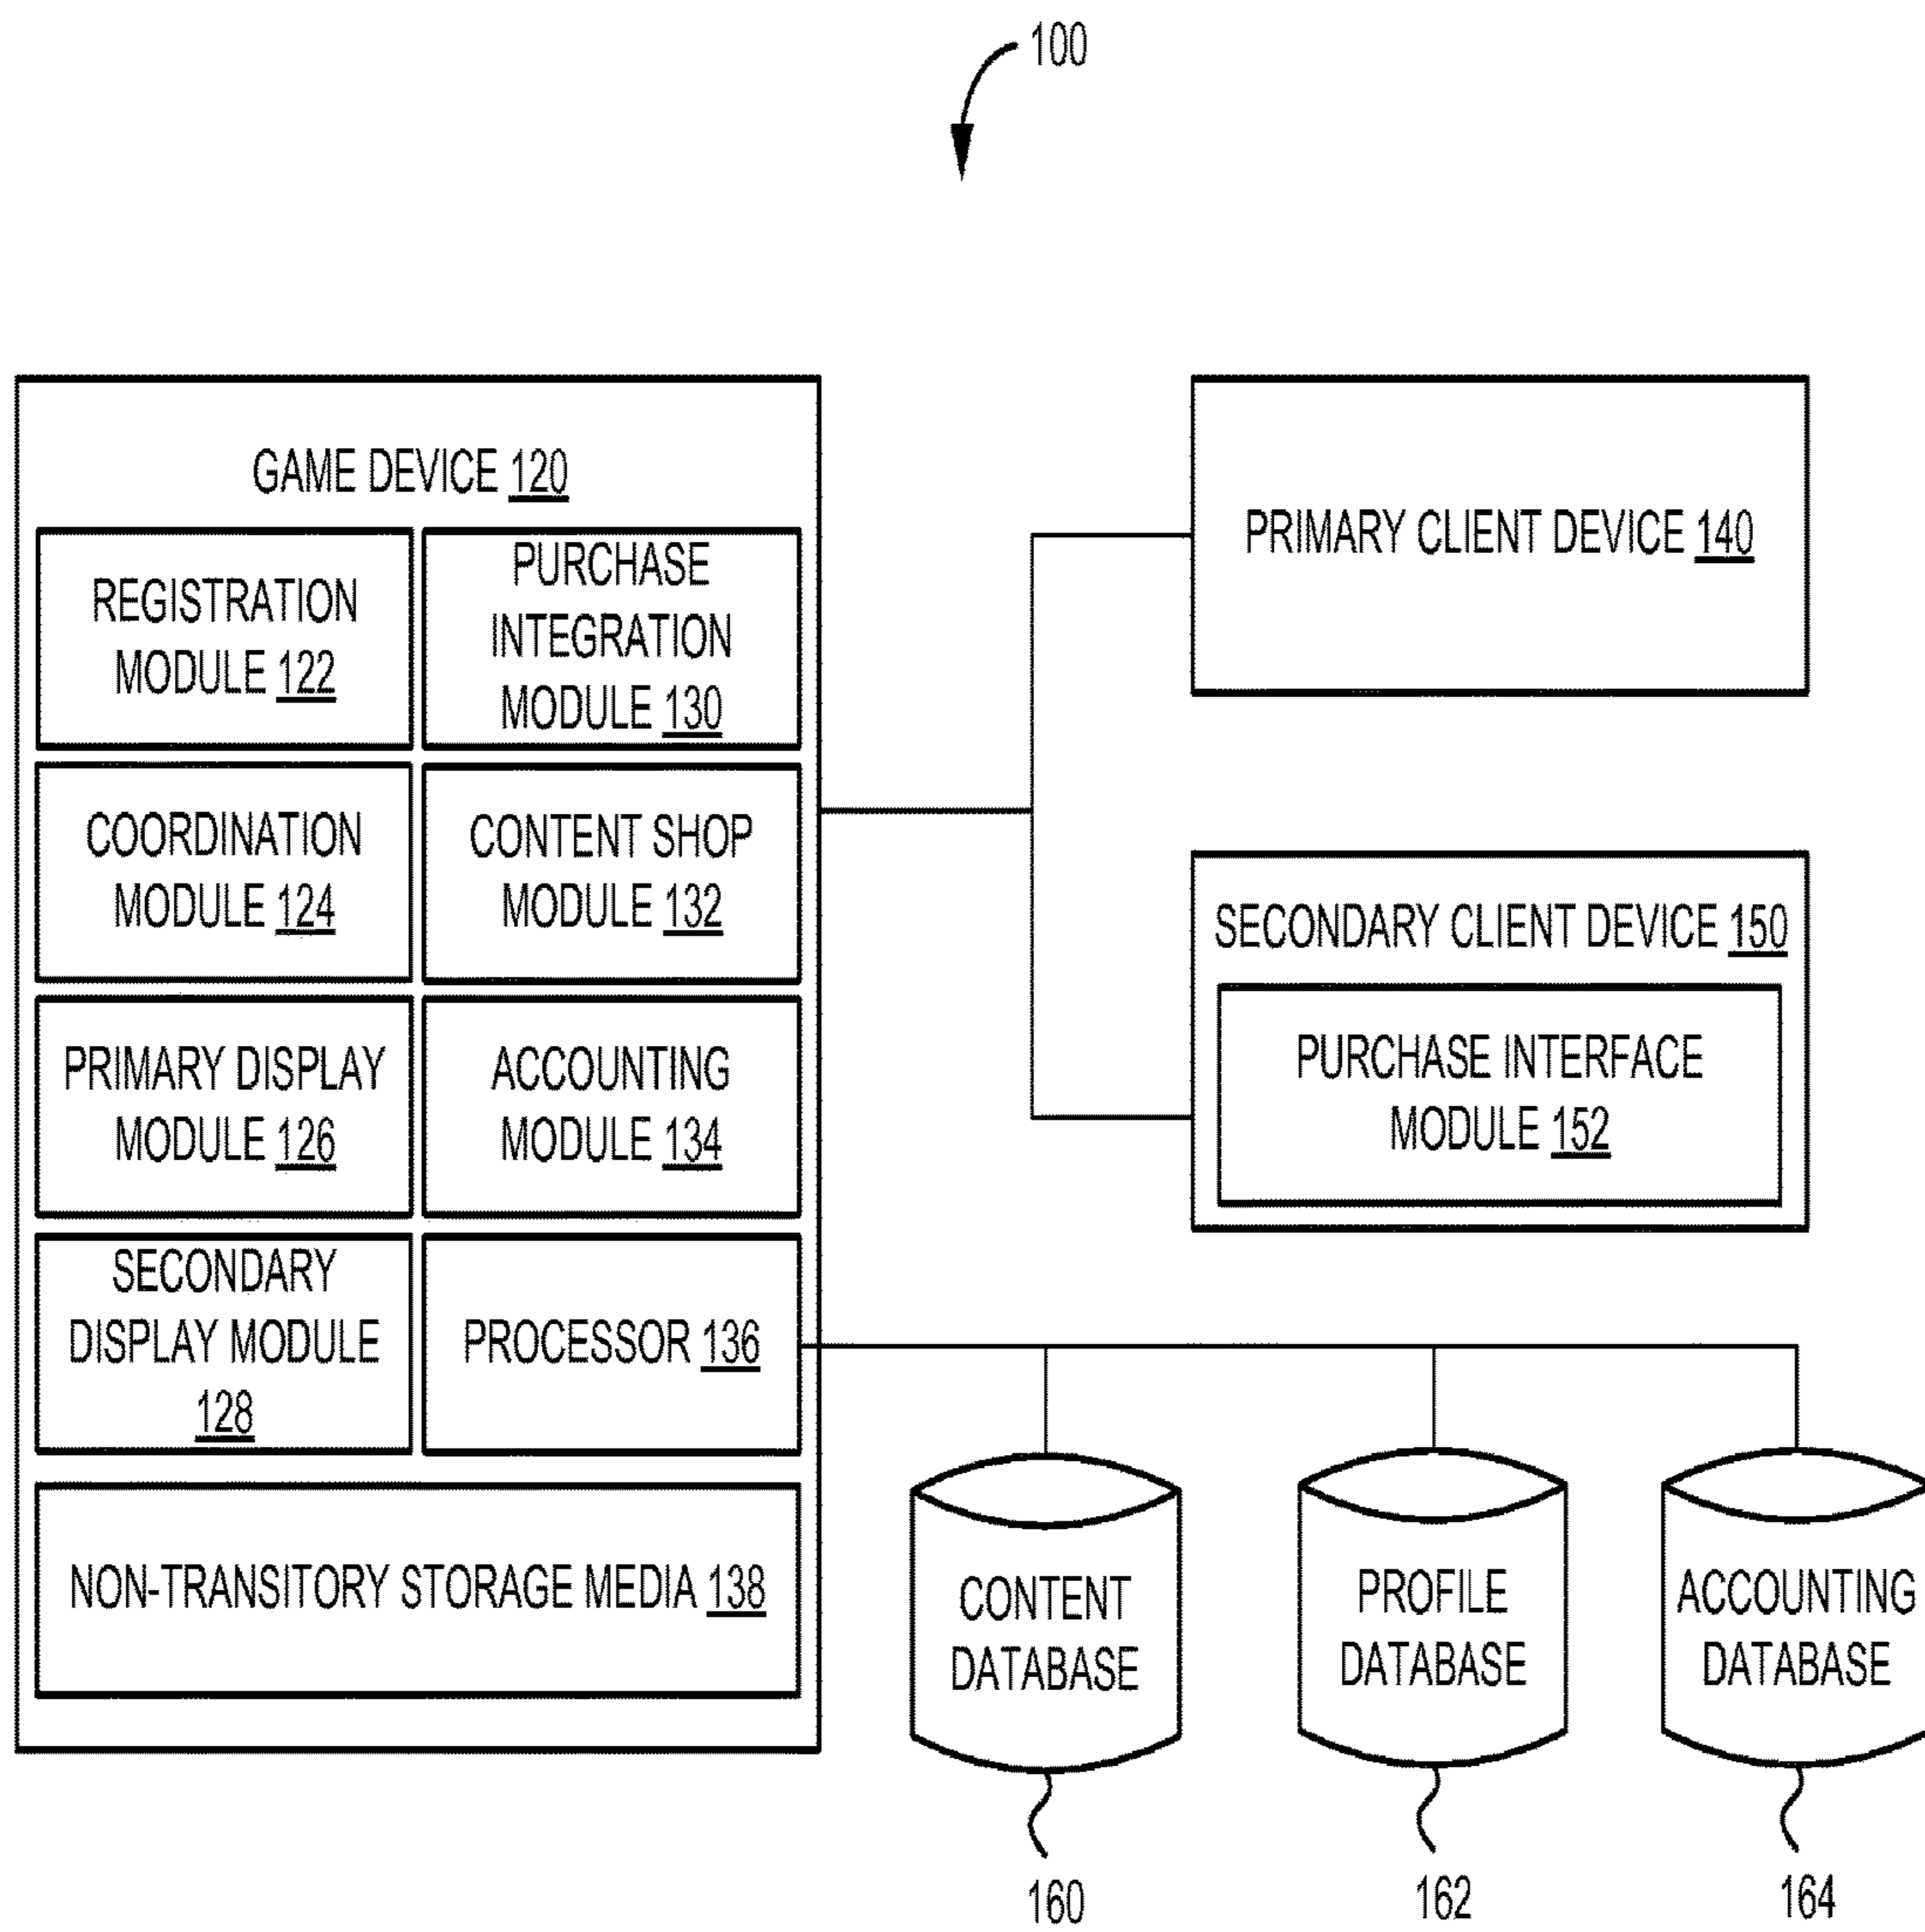 100
GAME DEVICE 120
REGISTRATION
MODULE 122
PURCHASE
INTEGRATION
MODULE 130
COORDINATION
MODULE 124
CONTENT SHOP
MODULE 132
PRIMARY DISPLAY
MODULE 126
ACCOUNTING
MODULE 134
SECONDARY
DISPLAY MODULE
128
PROCESSOR 136
NON-TRANSITORY STORAGE MEDIA 138
PRIMARY CLIENT DEVICE 140
SECONDARY CLIENT DEVICE 150
PURCHASE INTERFACE
MODULE 152
CONTENT
DATABASE
160
PROFILE
DATABASE
162
ACCOUNTING
DATABASE
164